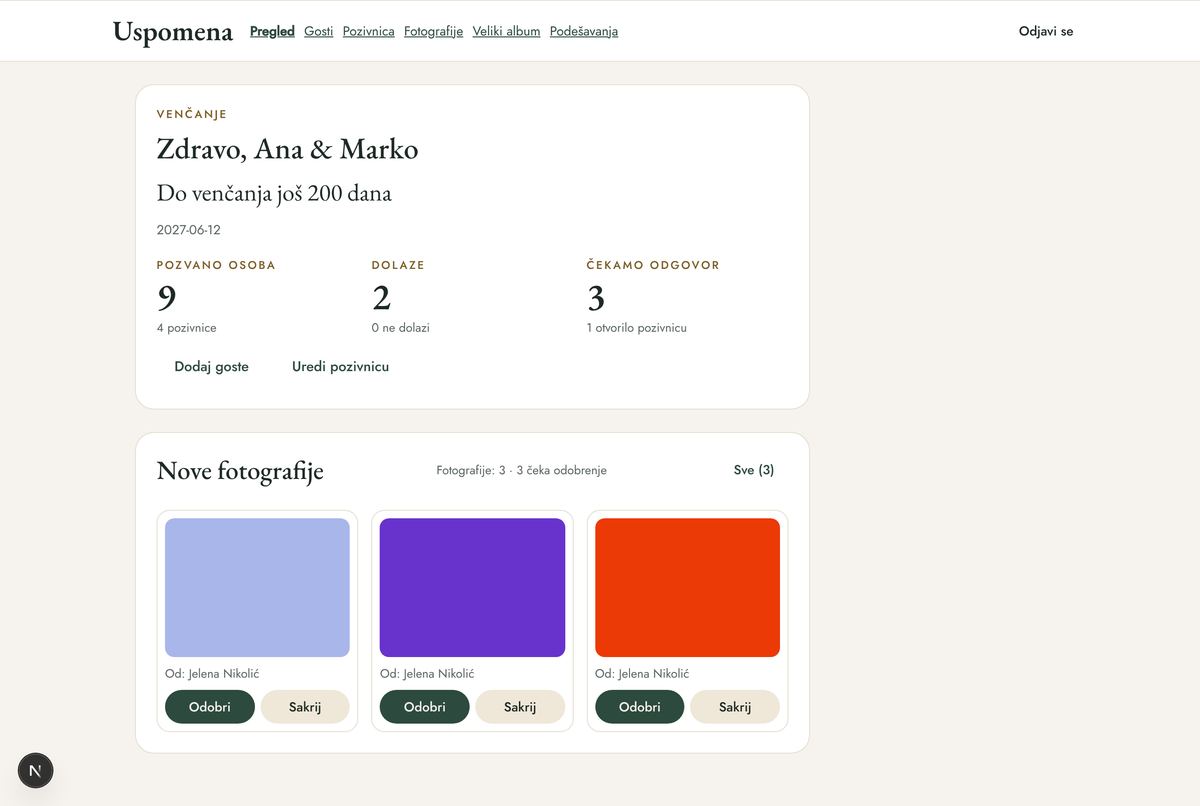 Uspomena Pregled Gosti Pozivnica Fotografije Veliki album Podešavanja Odjavi se
VENČANJE
Zdravo, Ana & Marko
Do venčanja još 200 dana
2027-06-12
POZVANO OSOBA DOLAZE ČEKAMO ODGOVOR
9 2 3
4 pozivnice 0 ne dolazi 1 otvorilo pozivnicu
Dodaj goste Uredi pozivnicu
Nove fotografije Fotografije: 3 · 3 čeka odobrenje Sve (3)
Od: Jelena Nikolić Od: Jelena Nikolić Od: Jelena Nikolić
Odobri Sakrij Odobri Sakrij Odobri Sakrij
N